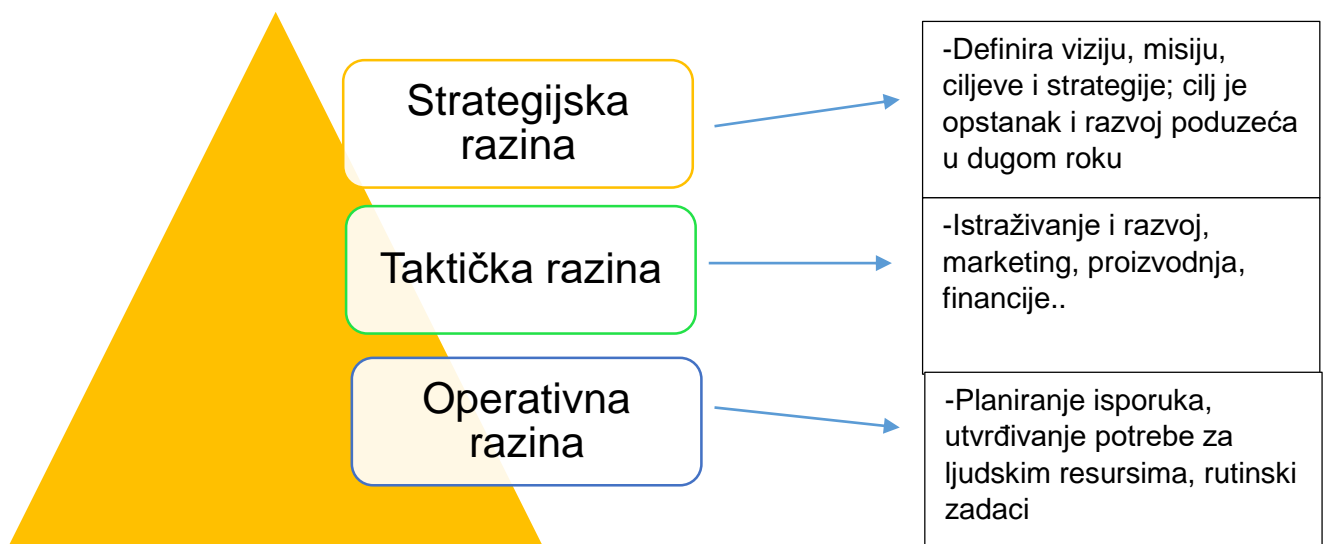 Strategijska
razina
-Definira viziju, misiju,
ciljeve i strategije; cilj je
opstanak i razvoj poduzeća
u dugom roku
Taktička razina
-Istraživanje i razvoj,
marketing, proizvodnja,
financije..
Operativna
razina
-Planiranje isporuka,
utvrđivanje potrebe za
ljudskim resursima, rutinski
zadaci